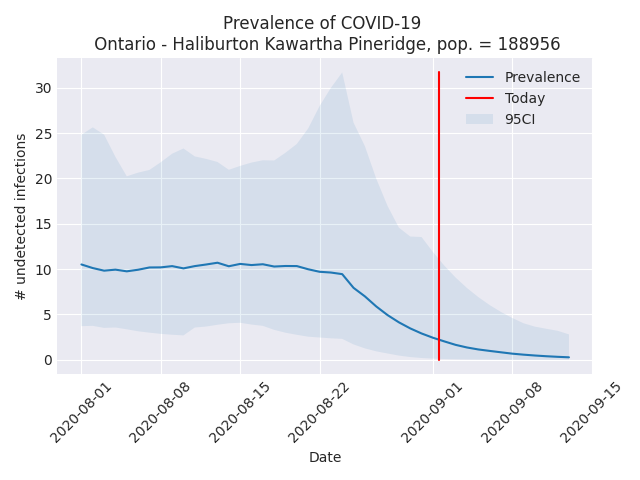 Prevalence of COVID-19
Ontario - Haliburton Kawartha Pineridge, pop. = 188956
Prevalence
Today
95CI
# undetected infections
30
25
20
15
10
5
0
2020-08-01
2020-08-08
2020-08-15
2020-08-22
2020-09-01
2020-09-08
2020-09-15
Date